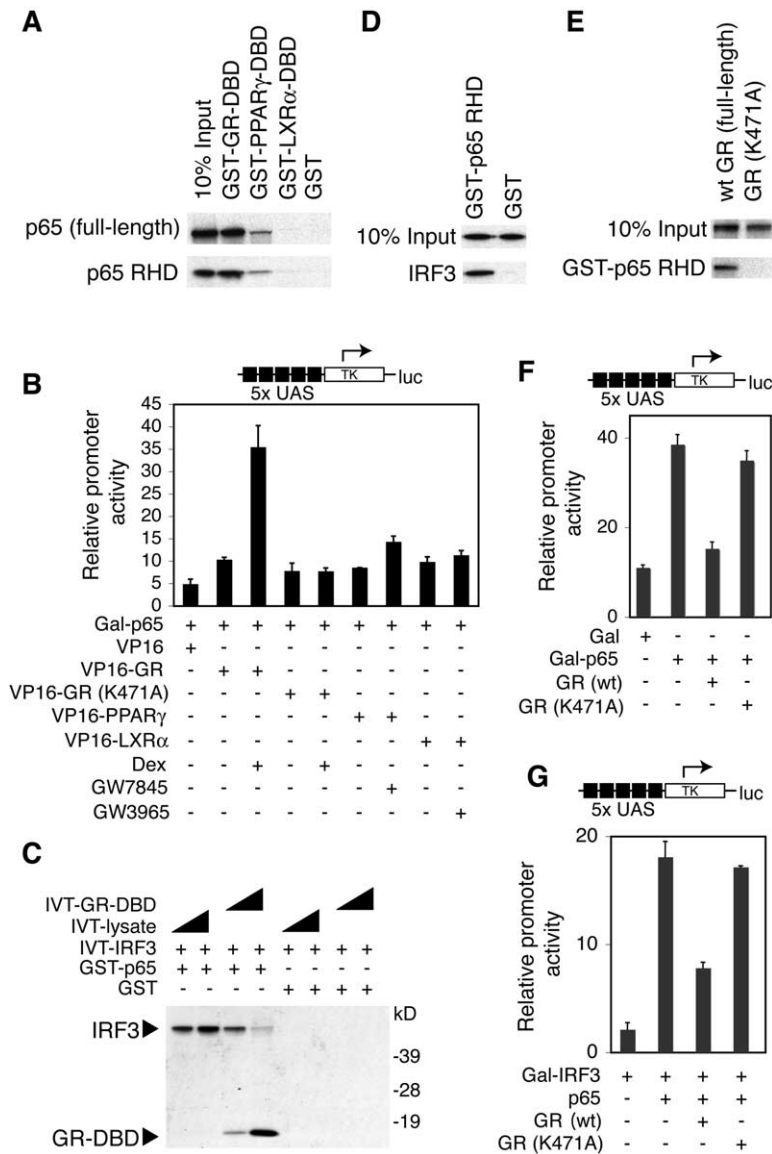 A
10% Input
GST-GR-DBD
GST-PPARγ-DBD
GST-LXRα-DBD
GST
p65 (full-length)
p65 RHD
D
GST-p65 RHD
GST
10% Input
IRF3
E
wt GR (full-length)
GR (K471A)
10% Input
GST-p65 RHD
B
TK
luc
5x UAS
Relative promoter
activity
45
40
35
30
25
20
15
10
5
0
Gal-p65 + + + + + + + + +
VP16 + - - - - - - - -
VP16-GR - + + - - - - - -
VP16-GR (K471A) - - - + + - - - -
VP16-PPARγ - - - - - + + - -
VP16-LXRα - - - - - - - + +
Dex - - + - + - - - -
GW7845 - - - - - - + - -
GW3965 - - - - - - - - +
F
TK
luc
5x UAS
Relative promoter
activity
40
20
0
Gal + - - -
Gal-p65 - + + +
GR (wt) - - + -
GR (K471A) - - - +
C
IVT-GR-DBD
IVT-lysate
IVT-IRF3 + + + + + + + +
GST-p65 + + + + - - - -
GST - - - - + + + +
kD
IRF3
-39
-28
-19
GR-DBD
G
TK
luc
5x UAS
Relative promoter
activity
20
10
0
Gal-IRF3 + + + +
p65 - + + +
GR (wt) - - + -
GR (K471A) - - - +